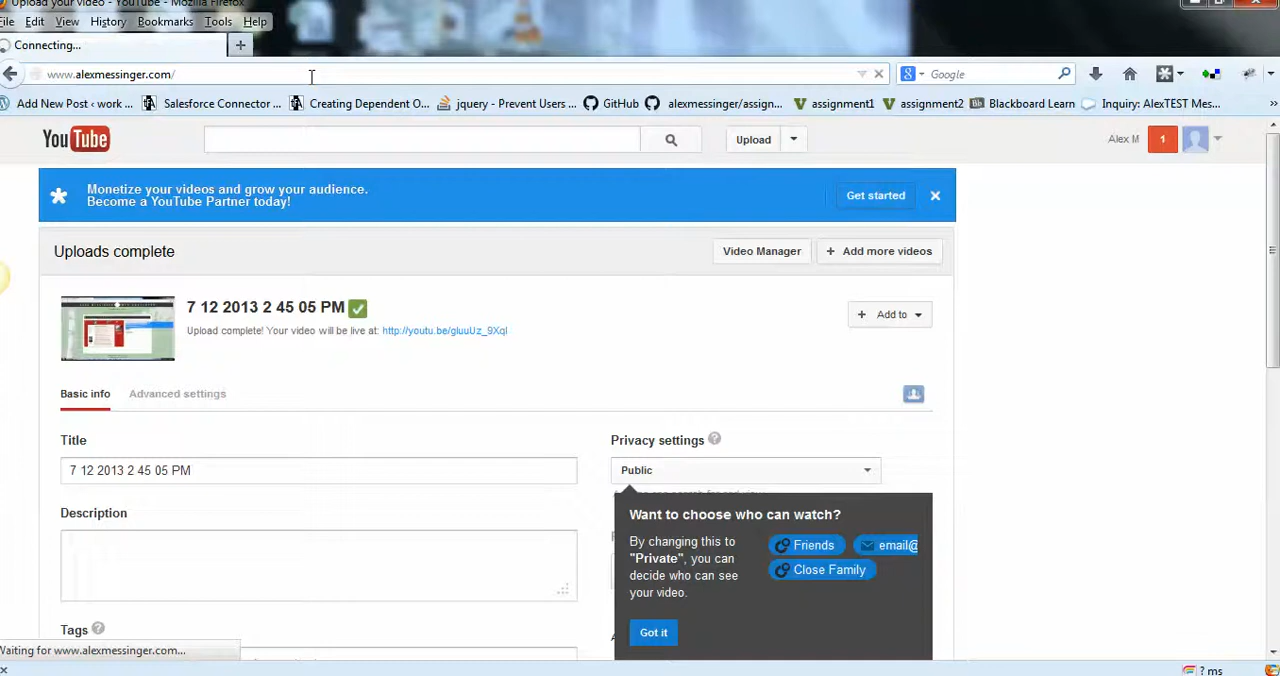 Upload your video - YouTube - Mozilla Firefox
File Edit View History Bookmarks Tools Help
Connecting...
www.alexmessinger.com/
Google
Add New Post ‹ work ... Salesforce Connector ... Creating Dependent O... jquery - Prevent Users ... GitHub alexmessinger/assign... assignment1 assignment2 Blackboard Learn Inquiry: AlexTEST Mes... »
YouTube Upload Alex M 1
Monetize your videos and grow your audience.
Become a YouTube Partner today!
Get started
Uploads complete Video Manager + Add more videos
7 12 2013 2 45 05 PM
Upload complete! Your video will be live at: http://youtu.be/gluuUz_9XqI
+ Add to
Basic info Advanced settings
Title
7 12 2013 2 45 05 PM
Description
Tags ?
Privacy settings ?
Public
Want to choose who can watch?
By changing this to
"Private", you can
decide who can see
your video.
Friends email@
Close Family
Got it
Waiting for www.alexmessinger.com...
x ? ms